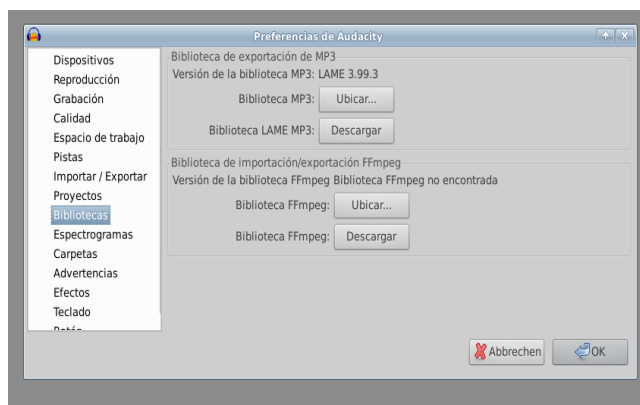 Preferencias de Audacity
Dispositivos
Reproducción
Grabación
Calidad
Espacio de trabajo
Pistas
Importar / Exportar
Proyectos
Bibliotecas
Espectrogramas
Carpetas
Advertencias
Efectos
Teclado
Biblioteca de exportación de MP3
Versión de la biblioteca MP3: LAME 3.99.3
Biblioteca MP3: Ubicar...
Biblioteca LAME MP3: Descargar
Biblioteca de importación/exportación FFmpeg
Versión de la biblioteca FFmpeg Biblioteca FFmpeg no encontrada
Biblioteca FFmpeg: Ubicar...
Biblioteca FFmpeg: Descargar
Abbrechen OK